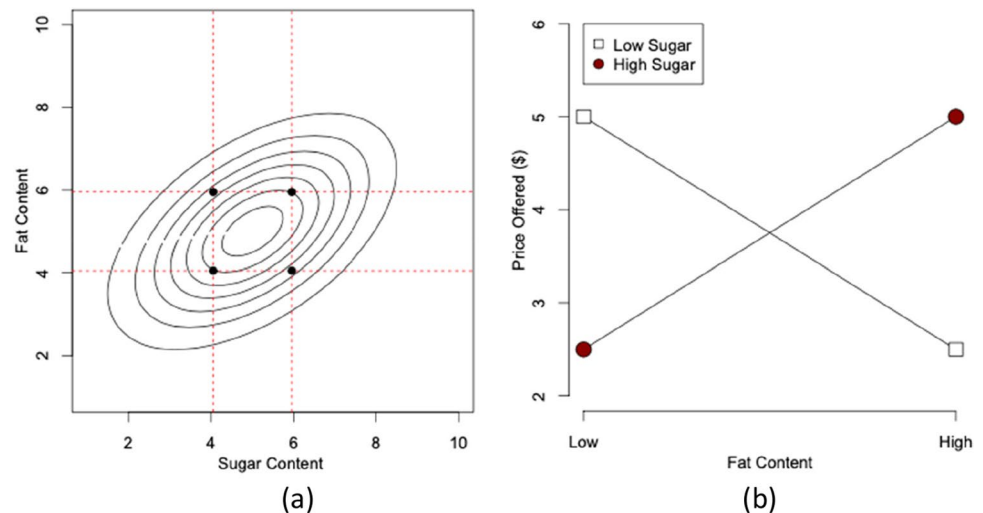 10
8
6
4
2
Fat Content
2 4 6 8 10
Sugar Content
(a)
6
5
4
3
2
Price Offered ($)
Low Sugar
High Sugar
Low High
Fat Content
(b)